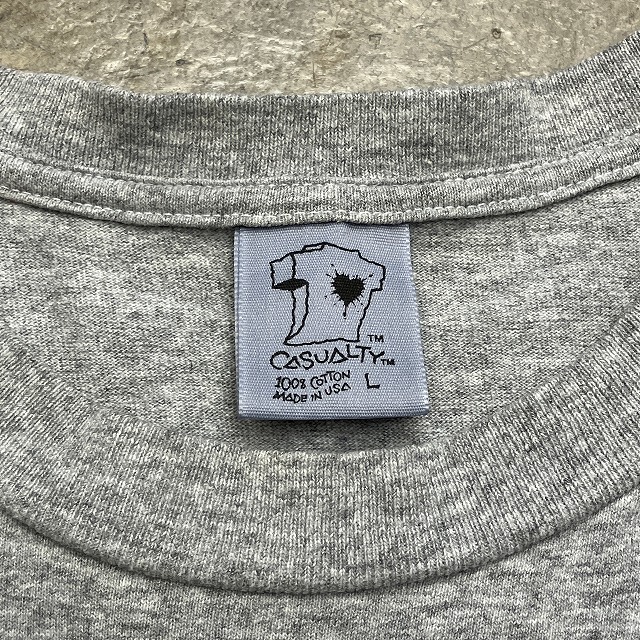 TM
CASUALTY TM
100% COTTON L
MADE IN USA